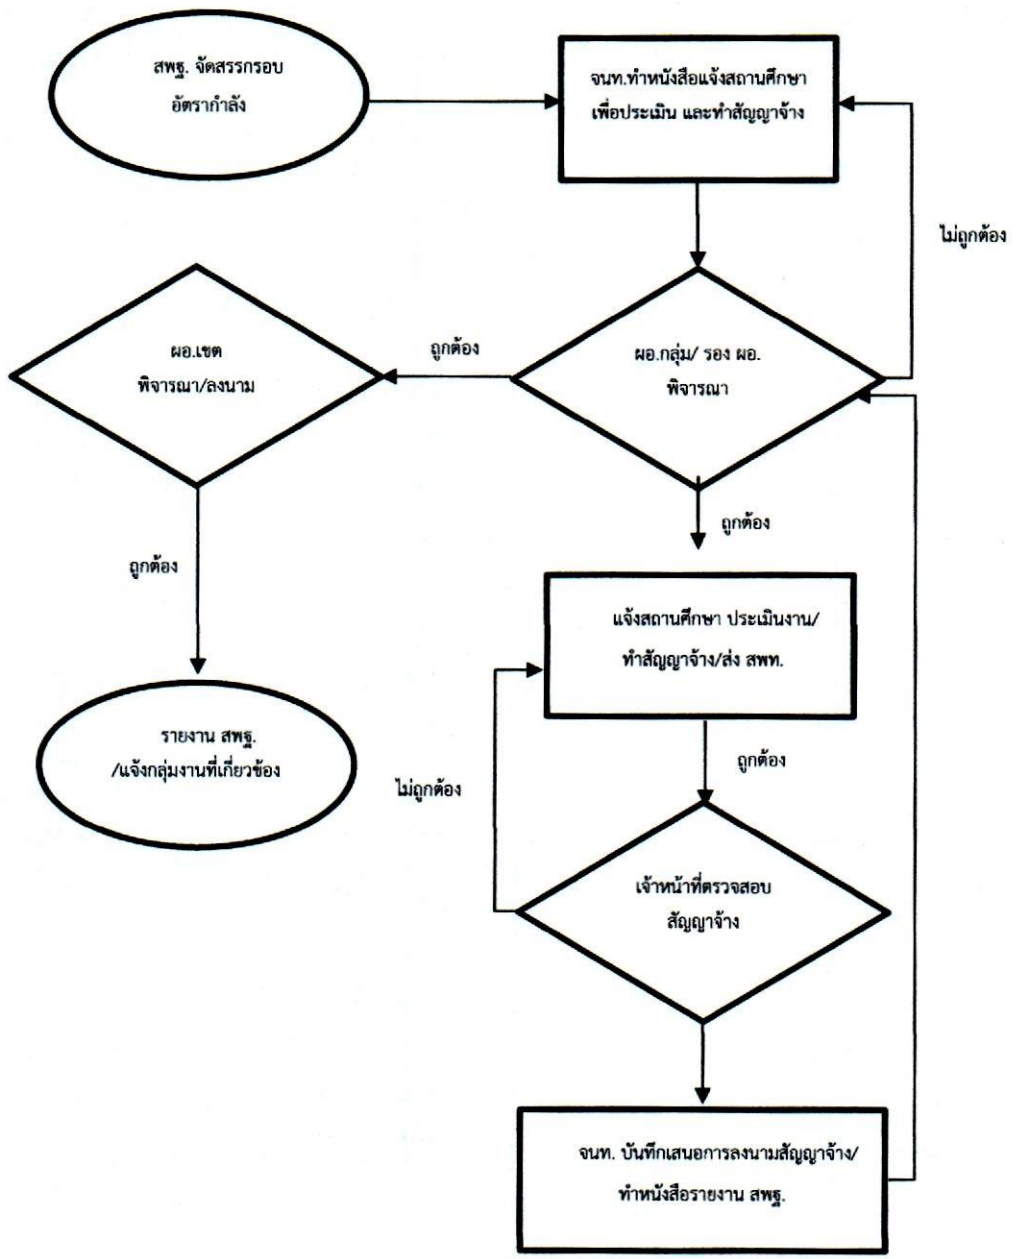 สพฐ. จัดสรรกรอบ
อัตรากำลัง
จนท.ทำหนังสือแจ้งสถานศึกษา
เพื่อประเมิน และทำสัญญาจ้าง
ไม่ถูกต้อง
ผอ.เขต
พิจารณา/ลงนาม
ถูกต้อง
ผอ.กลุ่ม/ รอง ผอ.
พิจารณา
ถูกต้อง
ถูกต้อง
แจ้งสถานศึกษา ประเมินงาน/
ทำสัญญาจ้าง/ส่ง สพท.
รายงาน สพฐ.
/แจ้งกลุ่มงานที่เกี่ยวข้อง
ถูกต้อง
ไม่ถูกต้อง
เจ้าหน้าที่ตรวจสอบ
สัญญาจ้าง
จนท. บันทึกเสนอการลงนามสัญญาจ้าง/
ทำหนังสือรายงาน สพฐ.